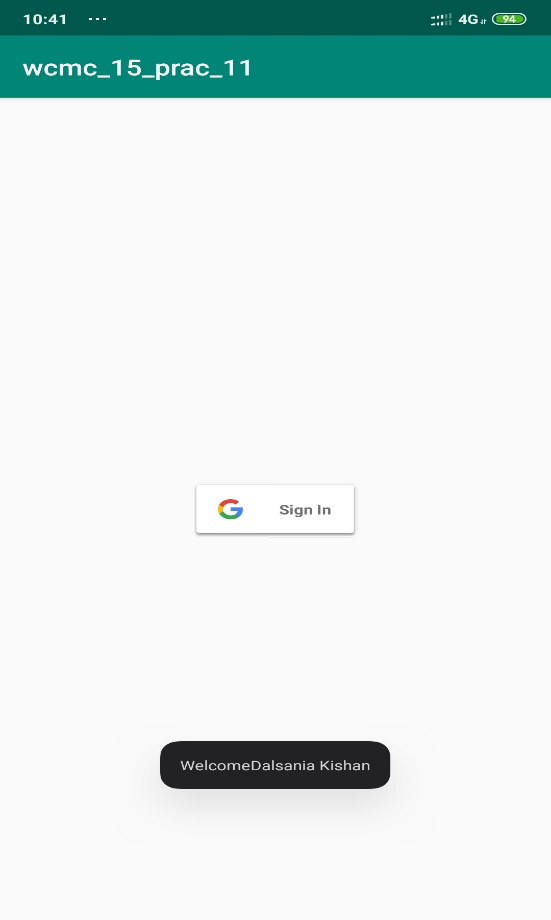 10:41 ... 4G 94
wcmc_15_prac_11
Sign In
WelcomeDalsania Kishan